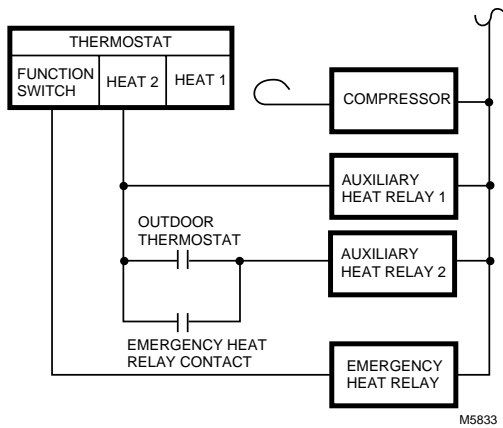 THERMOSTAT
FUNCTION
SWITCH
HEAT 2
HEAT 1
COMPRESSOR
AUXILIARY
HEAT RELAY 1
OUTDOOR
THERMOSTAT
AUXILIARY
HEAT RELAY 2
EMERGENCY HEAT
RELAY CONTACT
EMERGENCY
HEAT RELAY
M5833